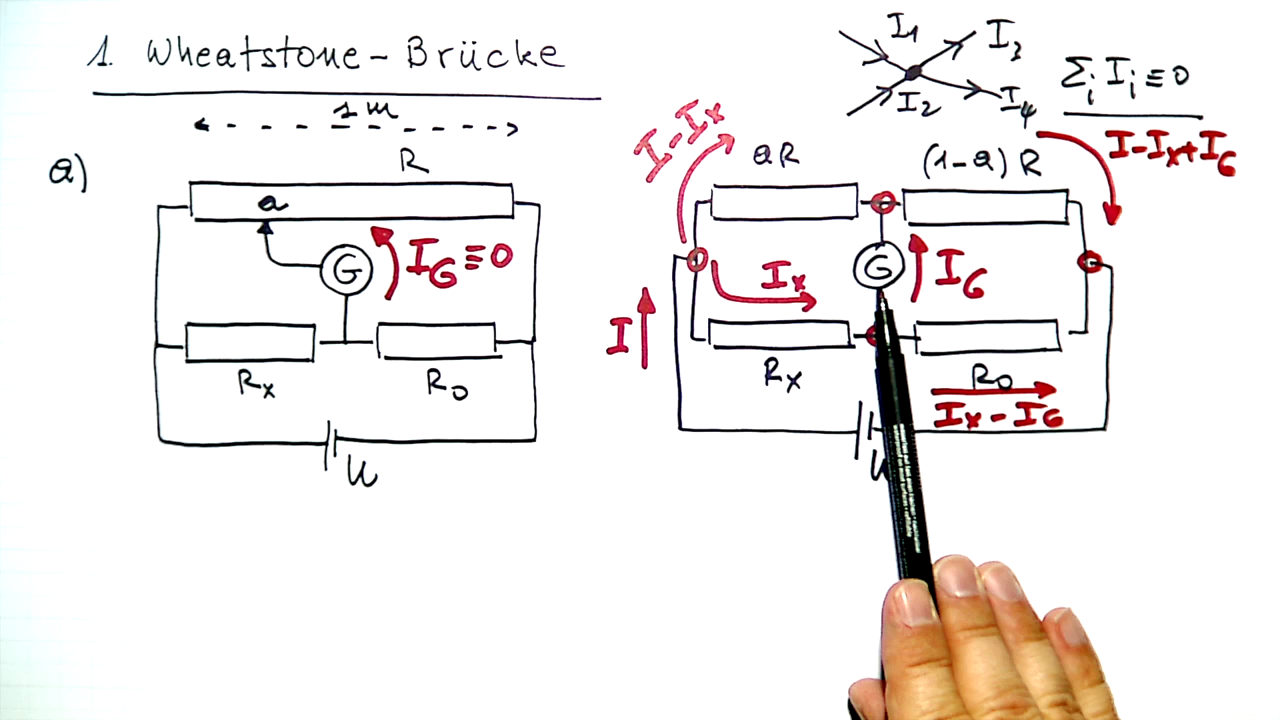 1. Wheatstone-Brücke
1m
a)
R
a
G
I_G ≡ 0
R_x
R_0
U
I_1
I_3
I_2
I_4
Σ_i I_i ≡ 0
I-I_x
aR
(1-a) R
I-I_x+I_G
G
I_G
I_x
I
R_x
R_0
I_x - I_G
U